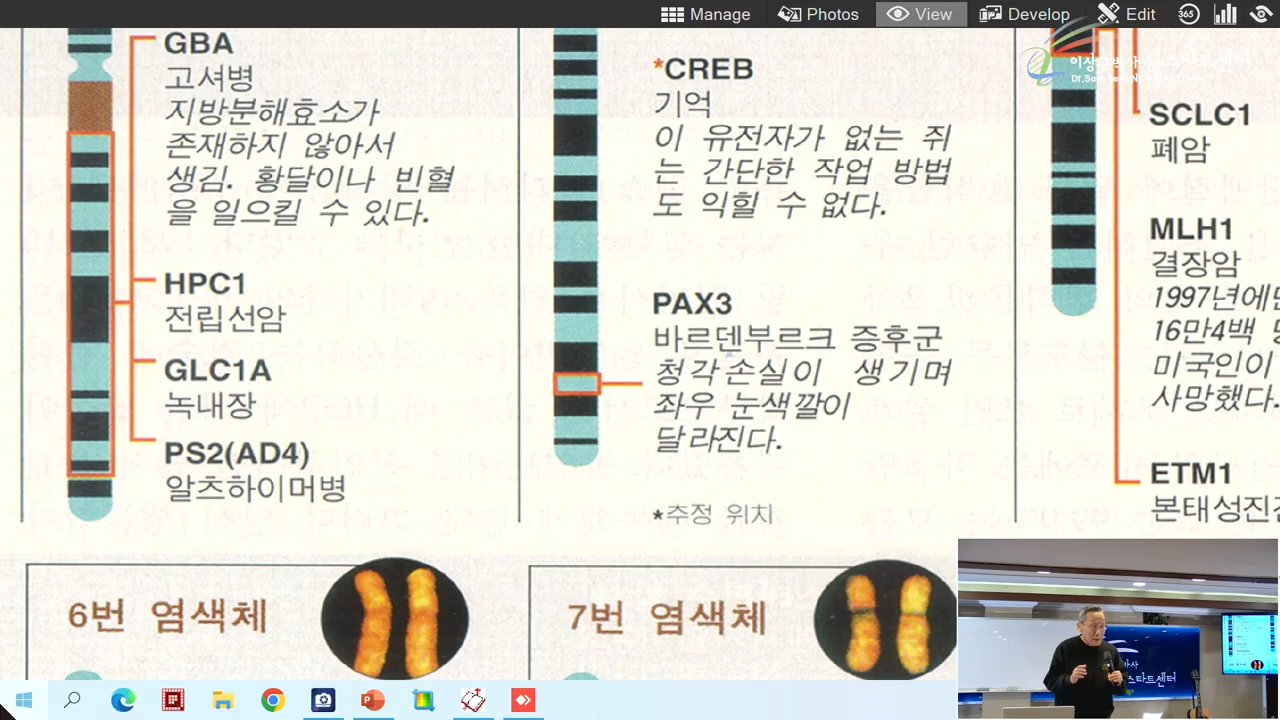 Manage
Photos
View
Develop
Edit
365
GBA
고셔병
지방분해효소가
존재하지 않아서
생김. 황달이나 빈혈
을 일으킬 수 있다.
HPC1
전립선암
GLC1A
녹내장
PS2(AD4)
알츠하이머병
*CREB
기억
이 유전자가 없는 쥐
는 간단한 작업 방법
도 익힐 수 없다.
PAX3
바르덴부르크 증후군
청각손실이 생기며
좌우 눈색깔이
달라진다.
*추정 위치
SCLC1
폐암
MLH1
결장암
1997년에만
16만4백
미국인이
사망했다.
ETM1
본태성진전
6번 염색체
7번 염색체